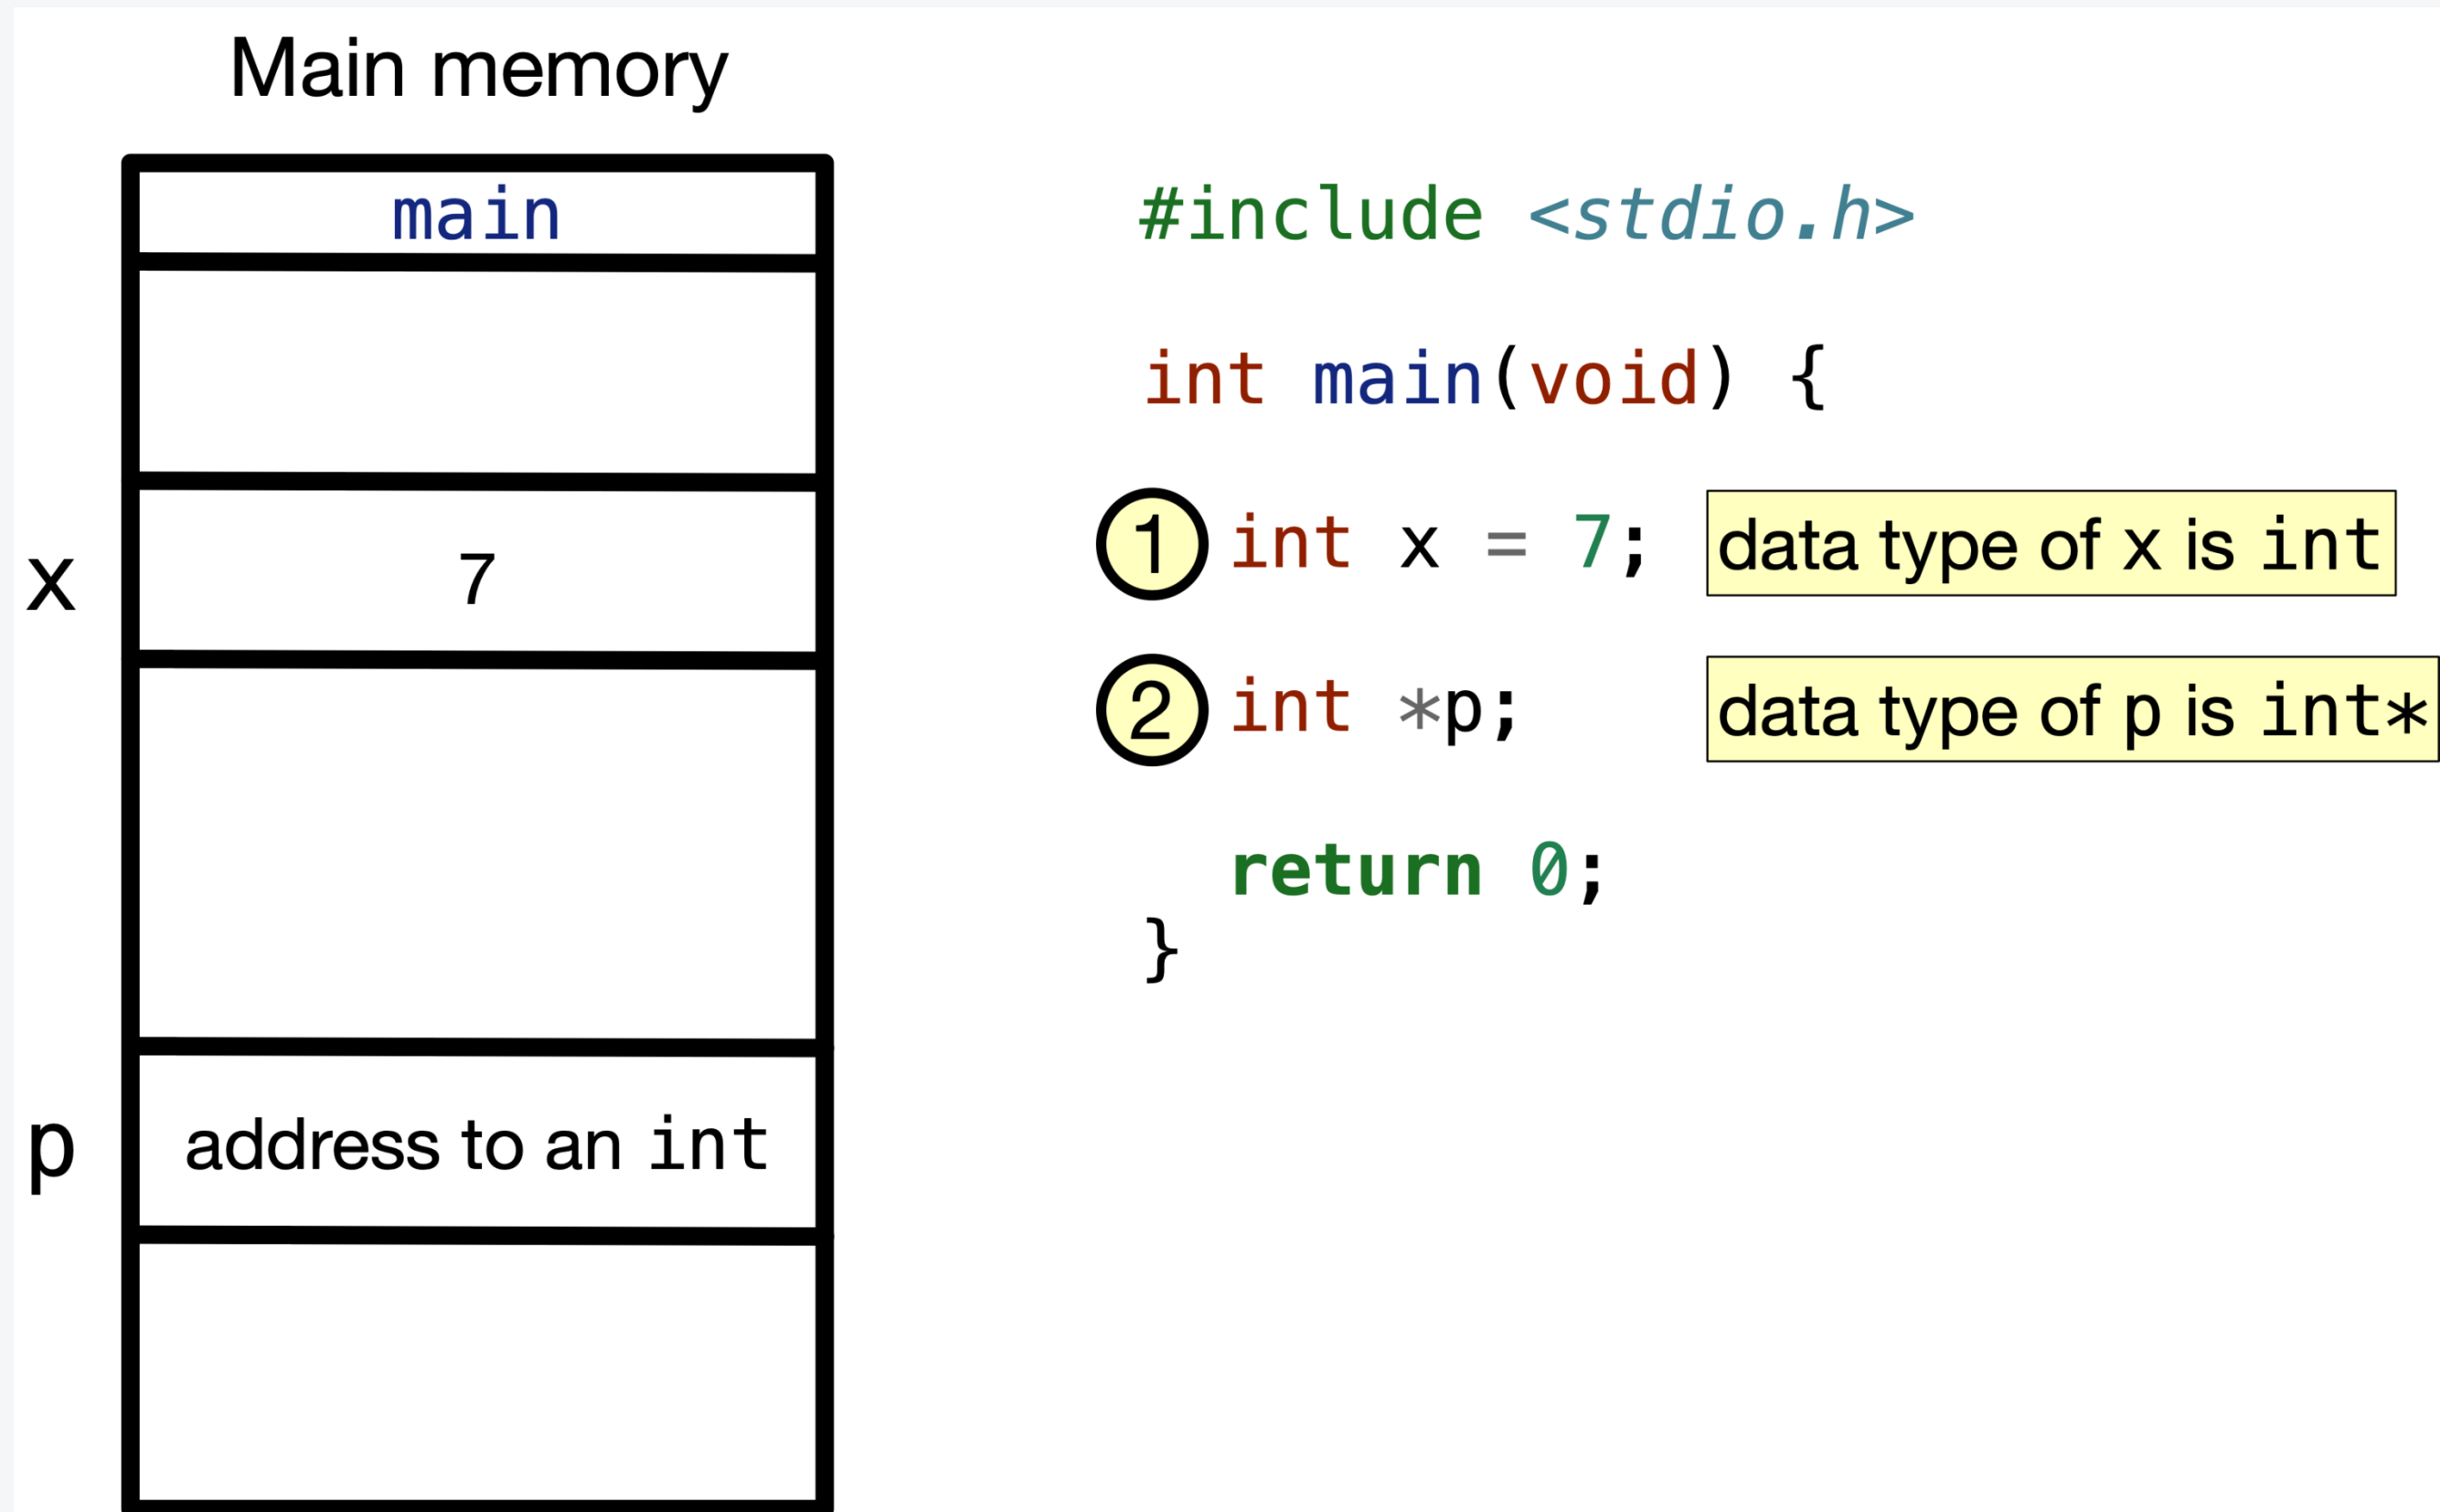 Main memory
main
x
7
p
address to an int
#include <stdio.h>
int main(void) {
1 int x = 7; data type of x is int
2 int *p; data type of p is int*
return 0;
}